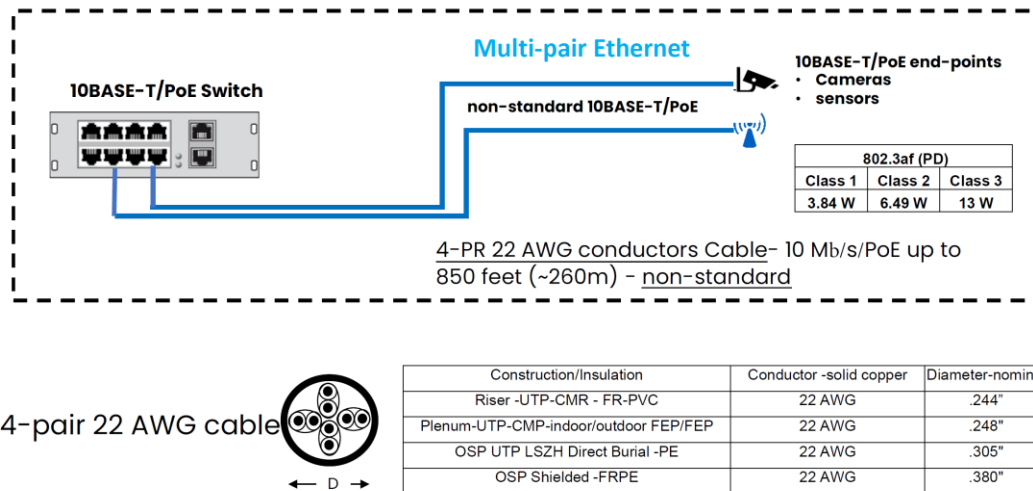 Multi-pair Ethernet
10BASE-T/PoE Switch
10BASE-T/PoE end-points
• Cameras
• sensors
non-standard 10BASE-T/PoE
802.3af (PD)
Class 1 Class 2 Class 3
3.84 W 6.49 W 13 W
4-PR 22 AWG conductors Cable- 10 Mb/s/PoE up to
850 feet (~260m) - non-standard
4-pair 22 AWG cable
D
Construction/Insulation Conductor -solid copper Diameter-nomin
Riser -UTP-CMR - FR-PVC 22 AWG .244"
Plenum-UTP-CMP-indoor/outdoor FEP/FEP 22 AWG .248"
OSP UTP LSZH Direct Burial -PE 22 AWG .305"
OSP Shielded -FRPE 22 AWG .380"